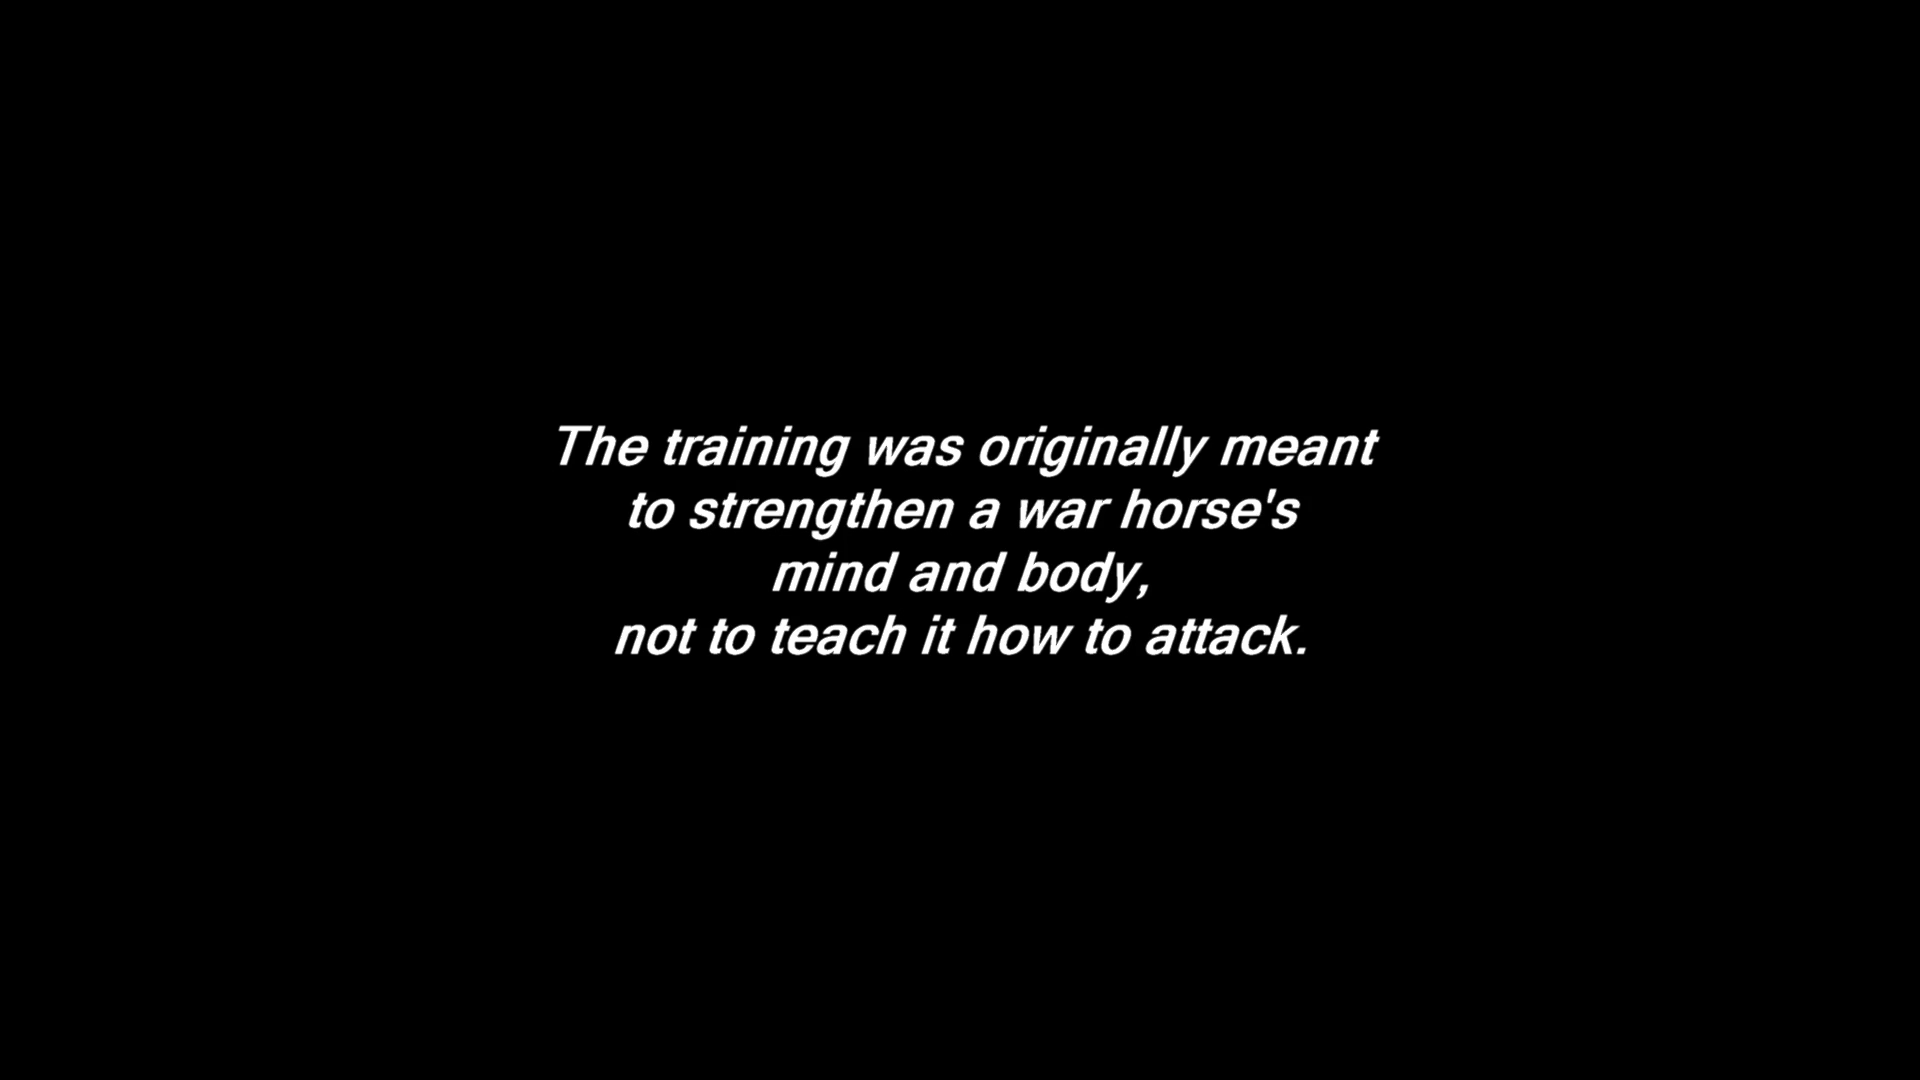 The training was originally meant
to strengthen a war horse's
mind and body,
not to teach it how to attack.